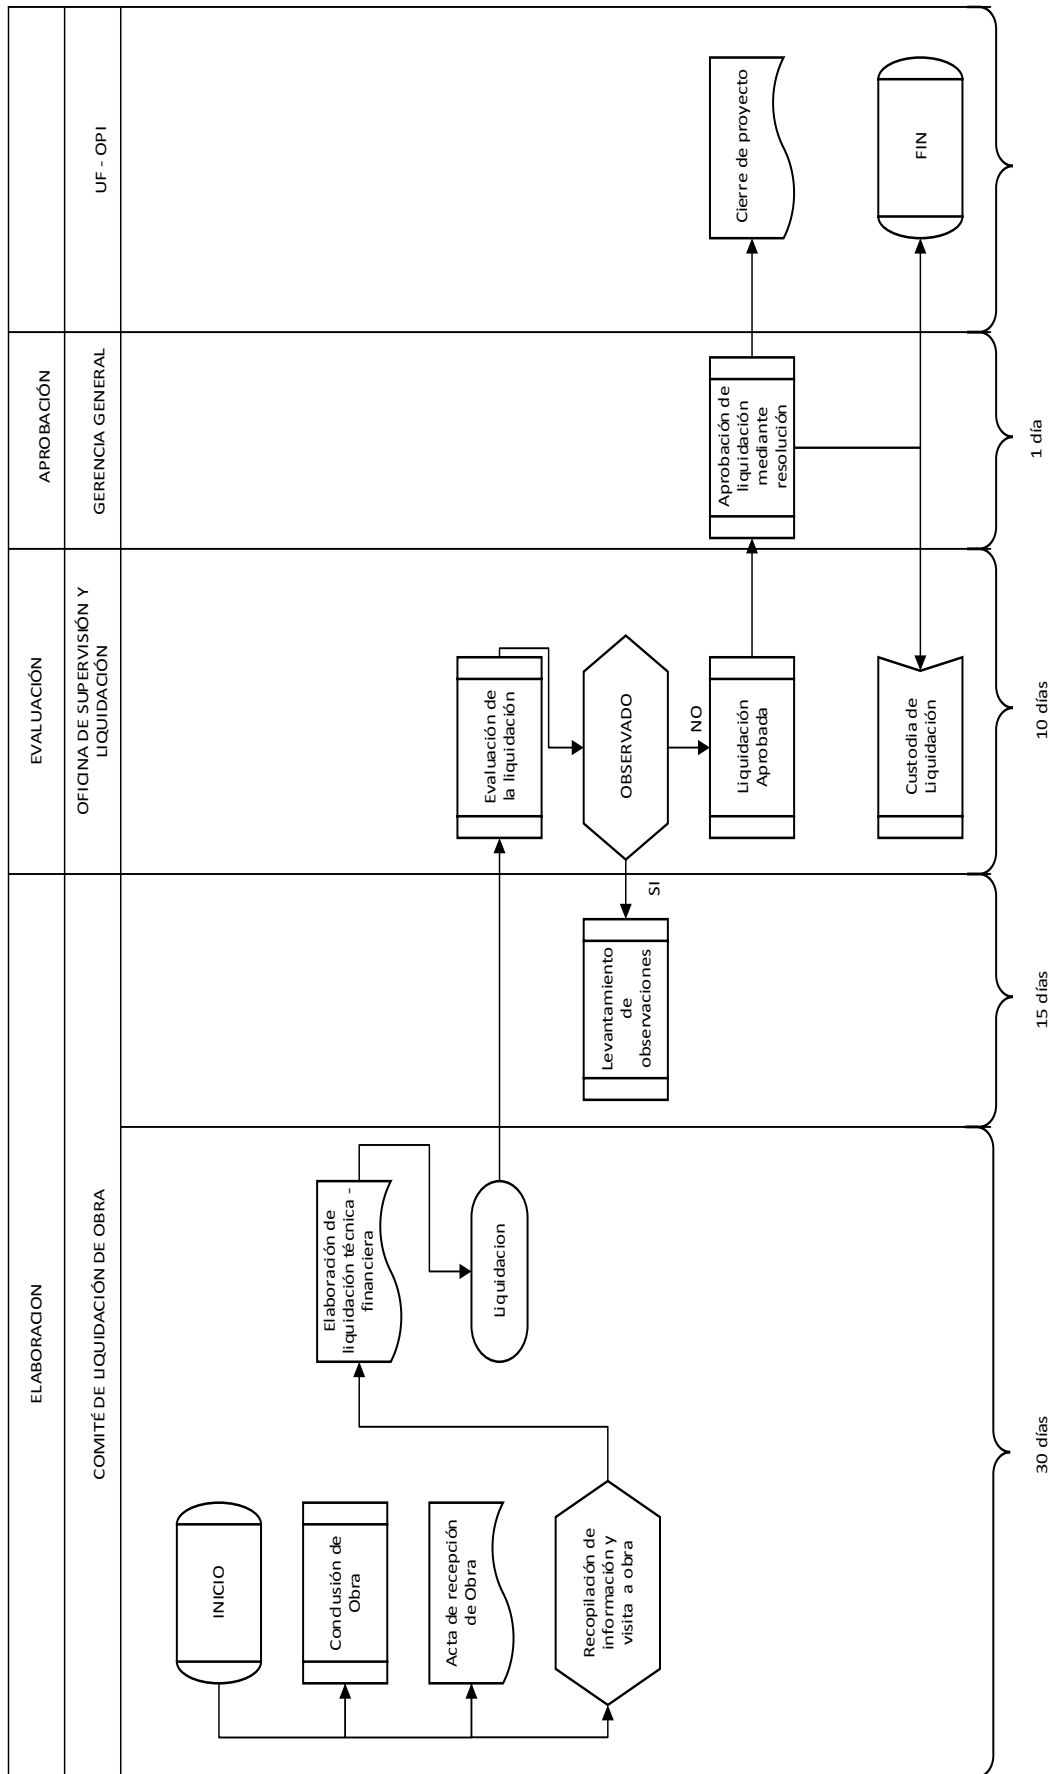 ELABORACION
EVALUACIÓN
APROBACIÓN
COMITÉ DE LIQUIDACIÓN DE OBRA
OFICINA DE SUPERVISIÓN Y
LIQUIDACIÓN
GERENCIA GENERAL
UF - OPI
INICIO
Conclusión de
Obra
Acta de recepción
de Obra
Recopilación de
información y
visita a obra
Elaboración de
liquidación técnica -
financiera
Liquidacion
Evaluación de
la liquidación
OBSERVADO
SI
NO
Levantamiento
de
observaciones
Liquidación
Aprobada
Aprobación de
liquidación
mediante
resolución
Cierre de proyecto
Custodia de
Liquidación
FIN
30 días
15 días
10 días
1 día